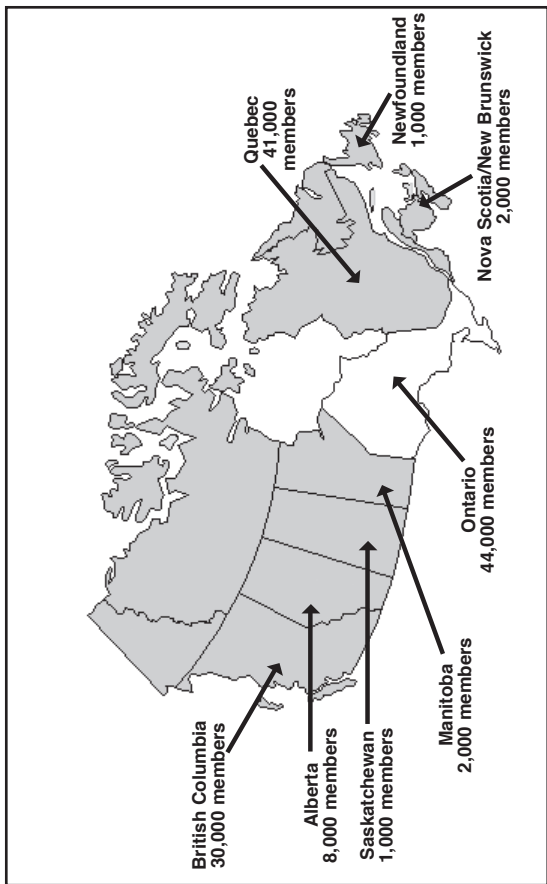 British Columbia
30,000 members
Alberta
8,000 members
Saskatchewan
1,000 members
Manitoba
2,000 members
Ontario
44,000 members
Quebec
41,000
members
Newfoundland
1,000 members
Nova Scotia/New Brunswick
2,000 members